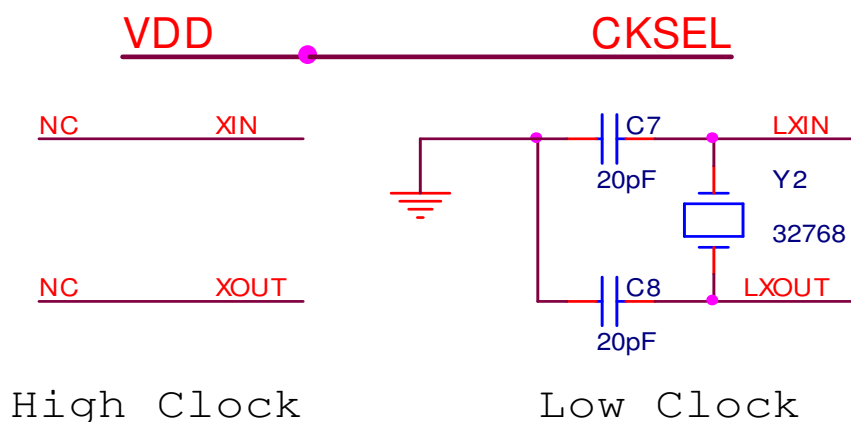 VDD CKSEL
NC XIN C7 LXIN
20pF Y2
32768
NC XOUT C8 LXOUT
20pF
High Clock Low Clock